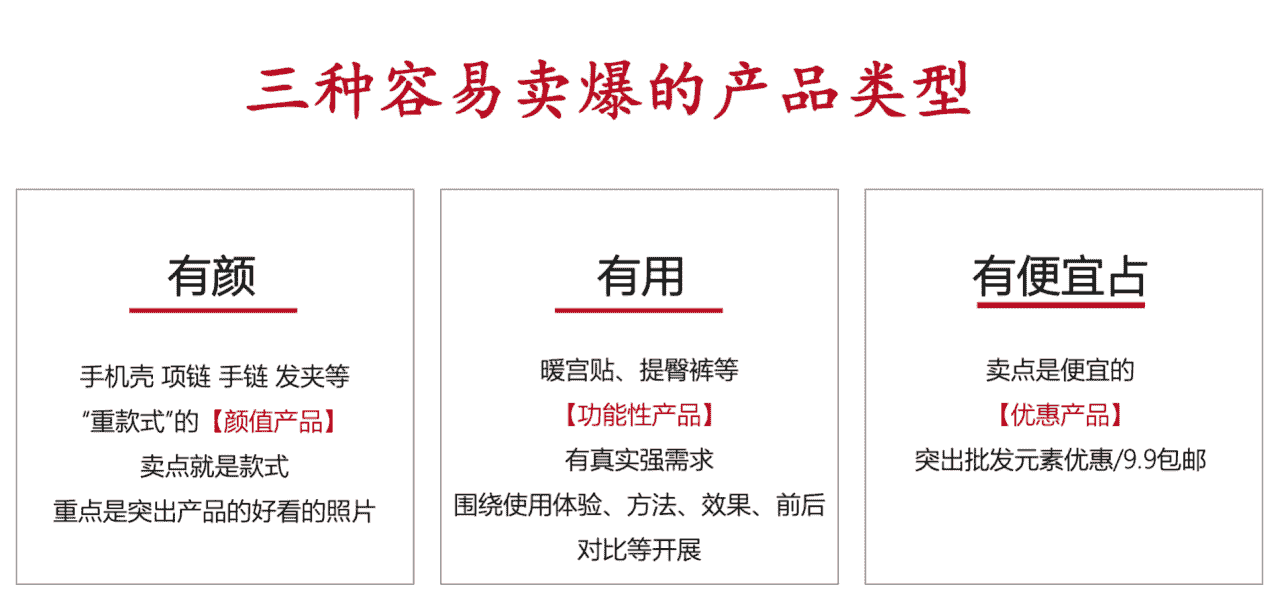 三种容易卖爆的产品类型
有颜
手机壳 项链 手链 发夹等
“重款式”的【颜值产品】
卖点就是款式
重点是突出产品的好看的照片
有用
暖宫贴、提臀裤等
【功能性产品】
有真实强需求
围绕使用体验、方法、效果、前后
对比等开展
有便宜占
卖点是便宜的
【优惠产品】
突出批发元素优惠/9.9包邮